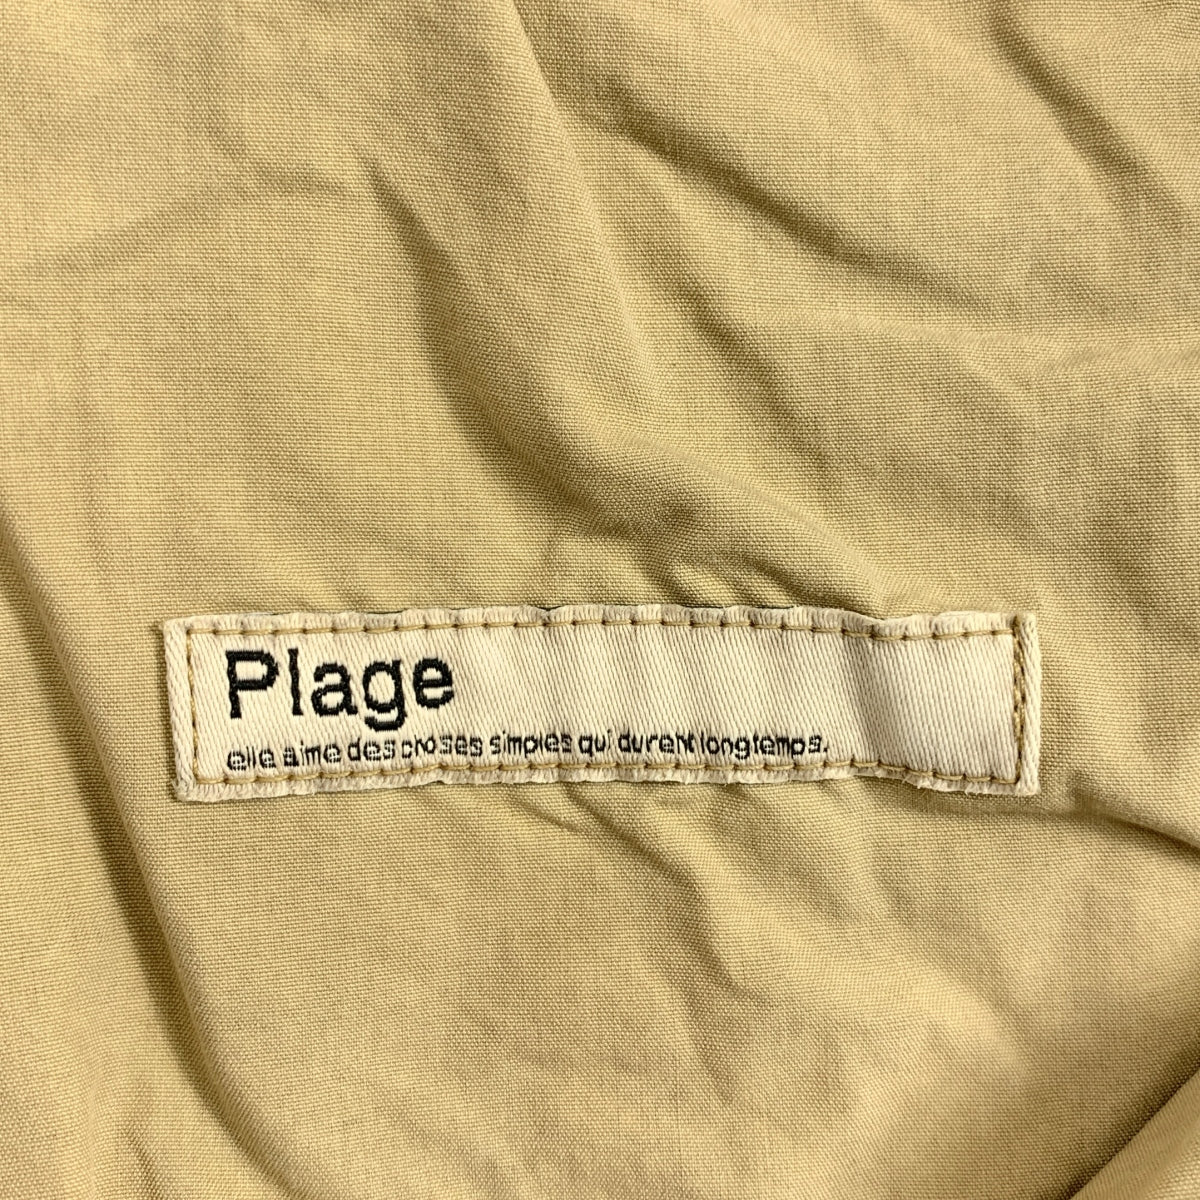 Plage
elle aime des choses simples qui durent longtemps.